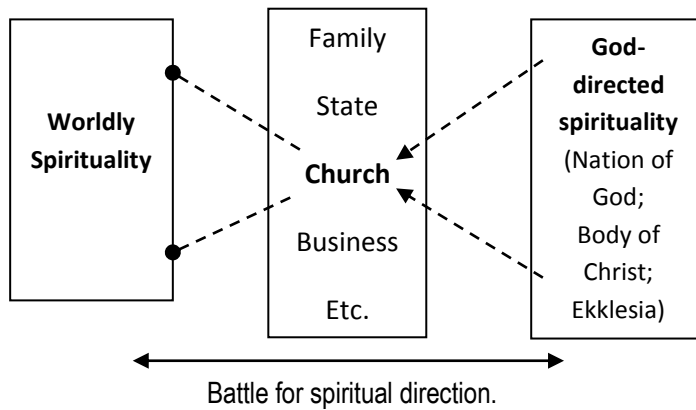 Worldly
Spirituality
Family
State
Church
Business
Etc.
God-
directed
spirituality
(Nation of
God;
Body of
Christ;
Ekklesia)
Battle for spiritual direction.